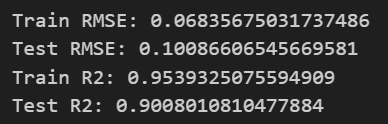 Train RMSE: 0.06835675031737486
Test RMSE: 0.10086606545669581
Train R2: 0.9539325075594909
Test R2: 0.9008010810477884